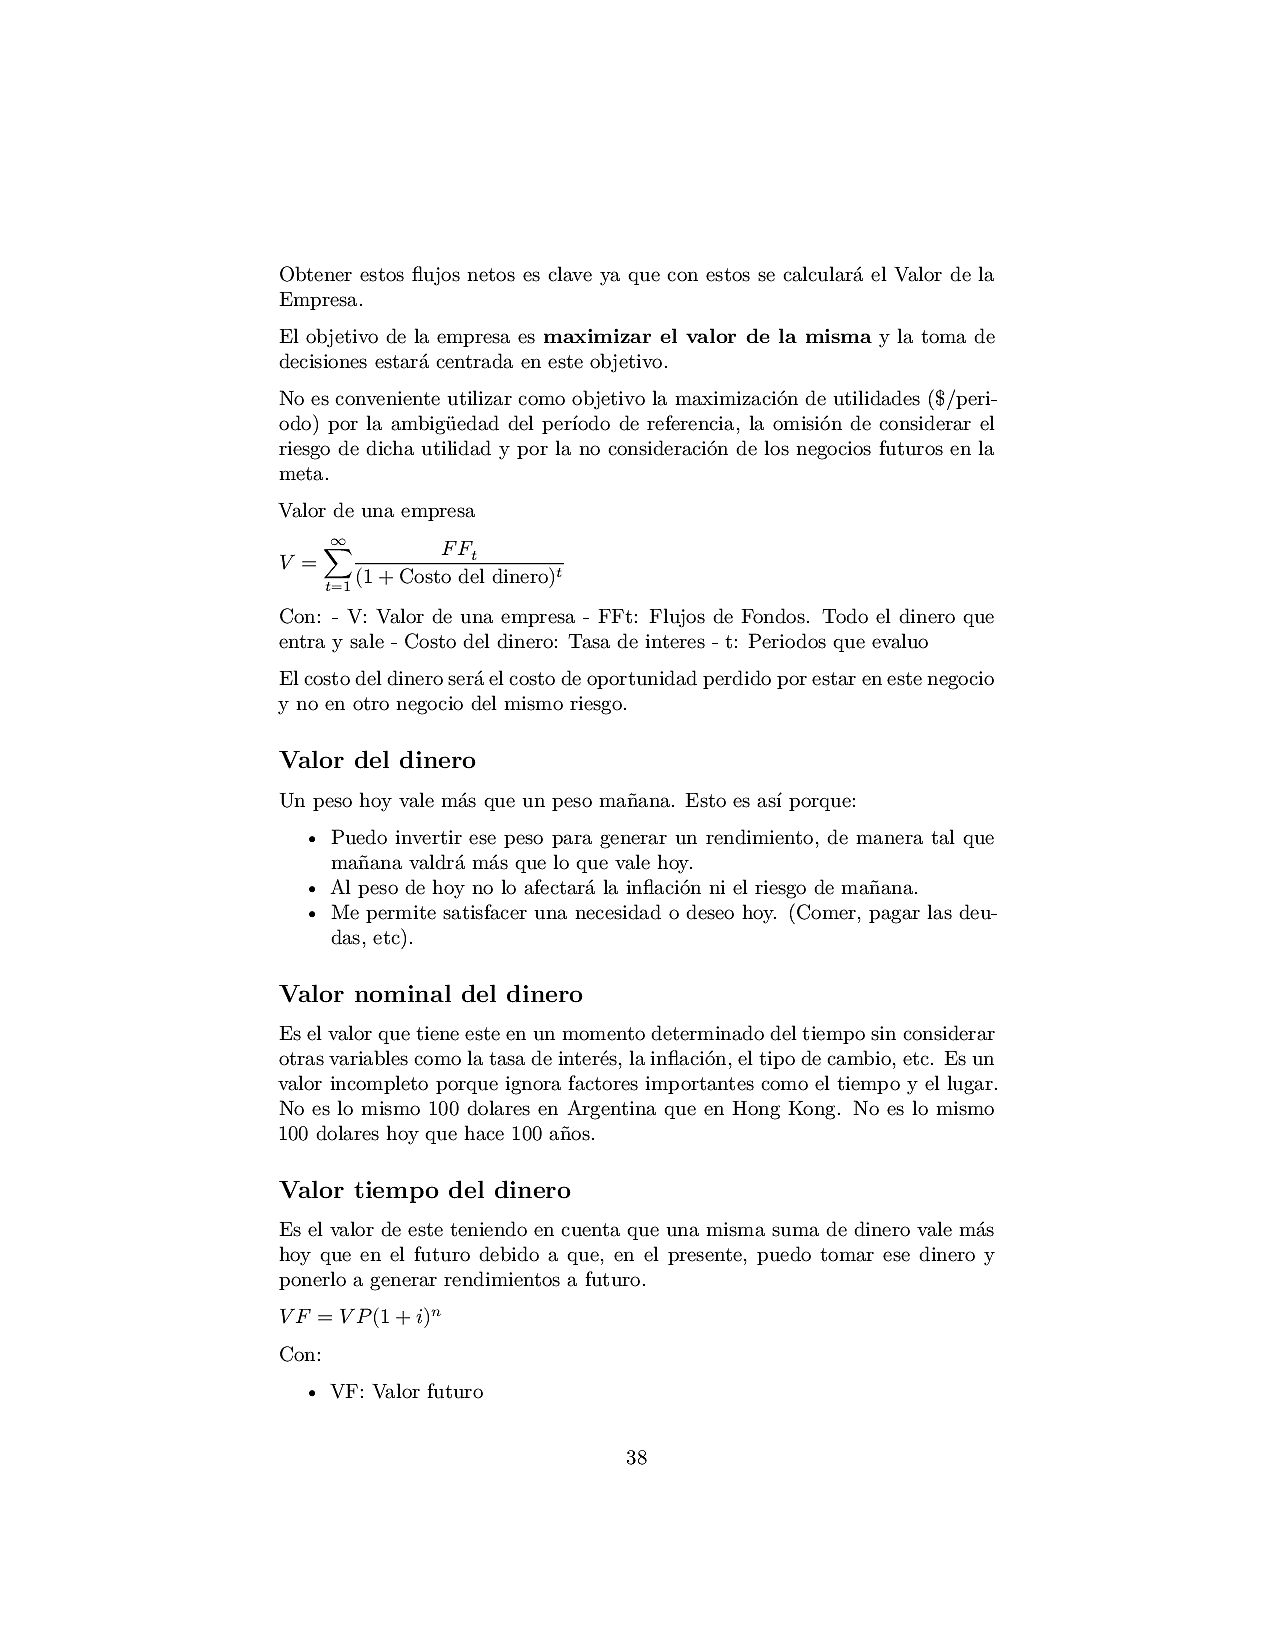 Obtener estos flujos netos es clave ya que con estos se calculará el Valor de la
Empresa.
El objetivo de la empresa es maximizar el valor de la misma y la toma de
decisiones estará centrada en este objetivo.
No es conveniente utilizar como objetivo la maximización de utilidades ($/peri-
odo) por la ambigüedad del período de referencia, la omisión de considerar el
riesgo de dicha utilidad y por la no consideración de los negocios futuros en la
meta.
Valor de una empresa
$V = \sum_{t=1}^{\infty} \frac{FF_t}{(1 + \text{Costo del dinero})^t}$
Con: - V: Valor de una empresa - FFt: Flujos de Fondos. Todo el dinero que
entra y sale - Costo del dinero: Tasa de interes - t: Periodos que evaluo
El costo del dinero será el costo de oportunidad perdido por estar en este negocio
y no en otro negocio del mismo riesgo.
Valor del dinero
Un peso hoy vale más que un peso mañana. Esto es así porque:
• Puedo invertir ese peso para generar un rendimiento, de manera tal que
mañana valdrá más que lo que vale hoy.
• Al peso de hoy no lo afectará la inflación ni el riesgo de mañana.
• Me permite satisfacer una necesidad o deseo hoy. (Comer, pagar las deu-
das, etc).
Valor nominal del dinero
Es el valor que tiene este en un momento determinado del tiempo sin considerar
otras variables como la tasa de interés, la inflación, el tipo de cambio, etc. Es un
valor incompleto porque ignora factores importantes como el tiempo y el lugar.
No es lo mismo 100 dolares en Argentina que en Hong Kong. No es lo mismo
100 dolares hoy que hace 100 años.
Valor tiempo del dinero
Es el valor de este teniendo en cuenta que una misma suma de dinero vale más
hoy que en el futuro debido a que, en el presente, puedo tomar ese dinero y
ponerlo a generar rendimientos a futuro.
$VF = VP(1 + i)^n$
Con:
• VF: Valor futuro
38